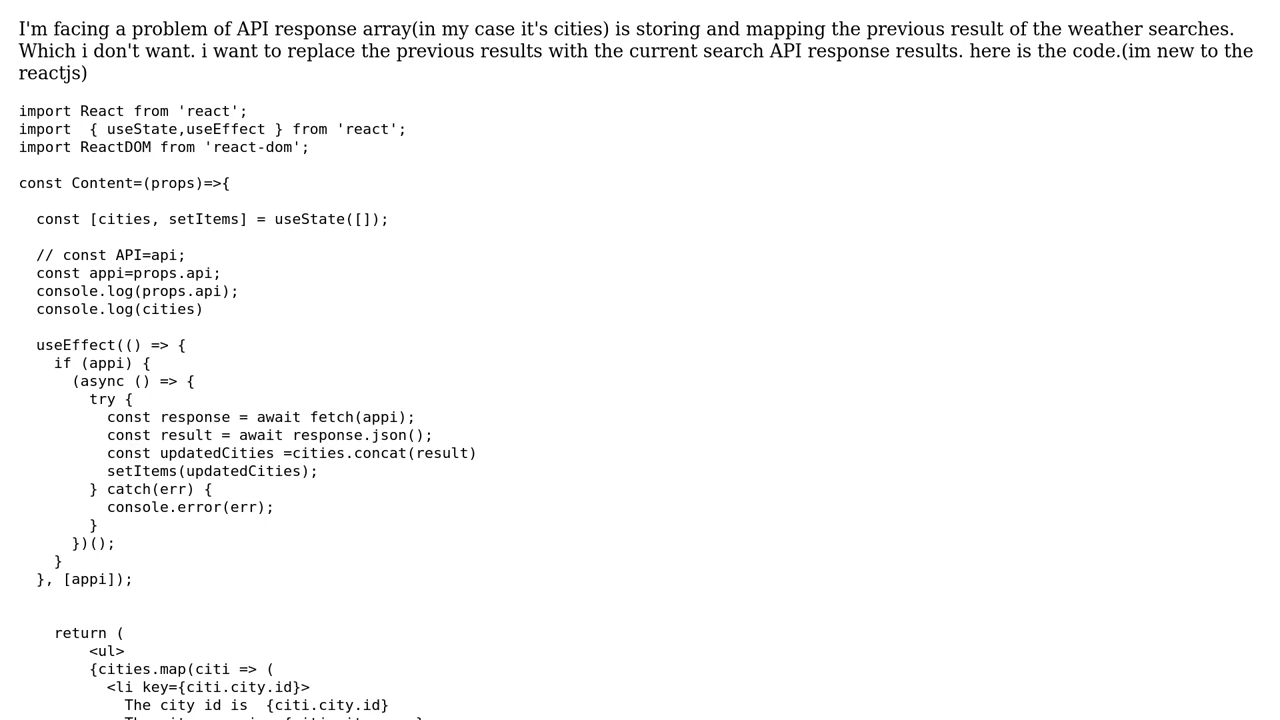 I'm facing a problem of API response array(in my case it's cities) is storing and mapping the previous result of the weather searches.
Which i don't want. i want to replace the previous results with the current search API response results. here is the code.(im new to the
reactjs)
import React from 'react';
import  { useState,useEffect } from 'react';
import ReactDOM from 'react-dom';
const Content=(props)=>{
  const [cities, setItems] = useState([]);
  // const API=api;
  const appi=props.api;
  console.log(props.api);
  console.log(cities)
  useEffect(() => {
    if (appi) {
      (async () => {
        try {
          const response = await fetch(appi);
          const result = await response.json();
          const updatedCities =cities.concat(result)
          setItems(updatedCities);
        } catch(err) {
          console.error(err);
        }
      })();
    }
  }, [appi]);
    return (
        <ul>
        {cities.map(citi => (
          <li key={citi.city.id}>
            The city id is  {citi.city.id}